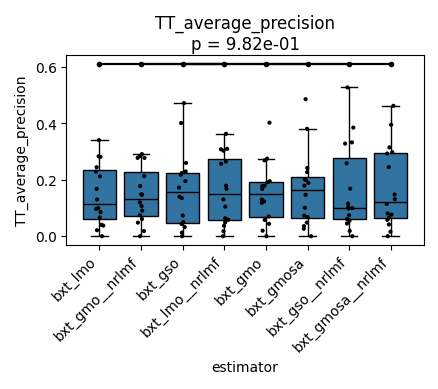 TT_average_precision
p = 9.82e-01
TT_average_precision
0.6
0.4
0.2
0.0
bxt_lmo
bxt_gmo__nrlmf
bxt_gso
bxt_lmo__nrlmf
bxt_gmo
bxt_gmosa
bxt_gso__nrlmf
bxt_gmosa__nrlmf
estimator